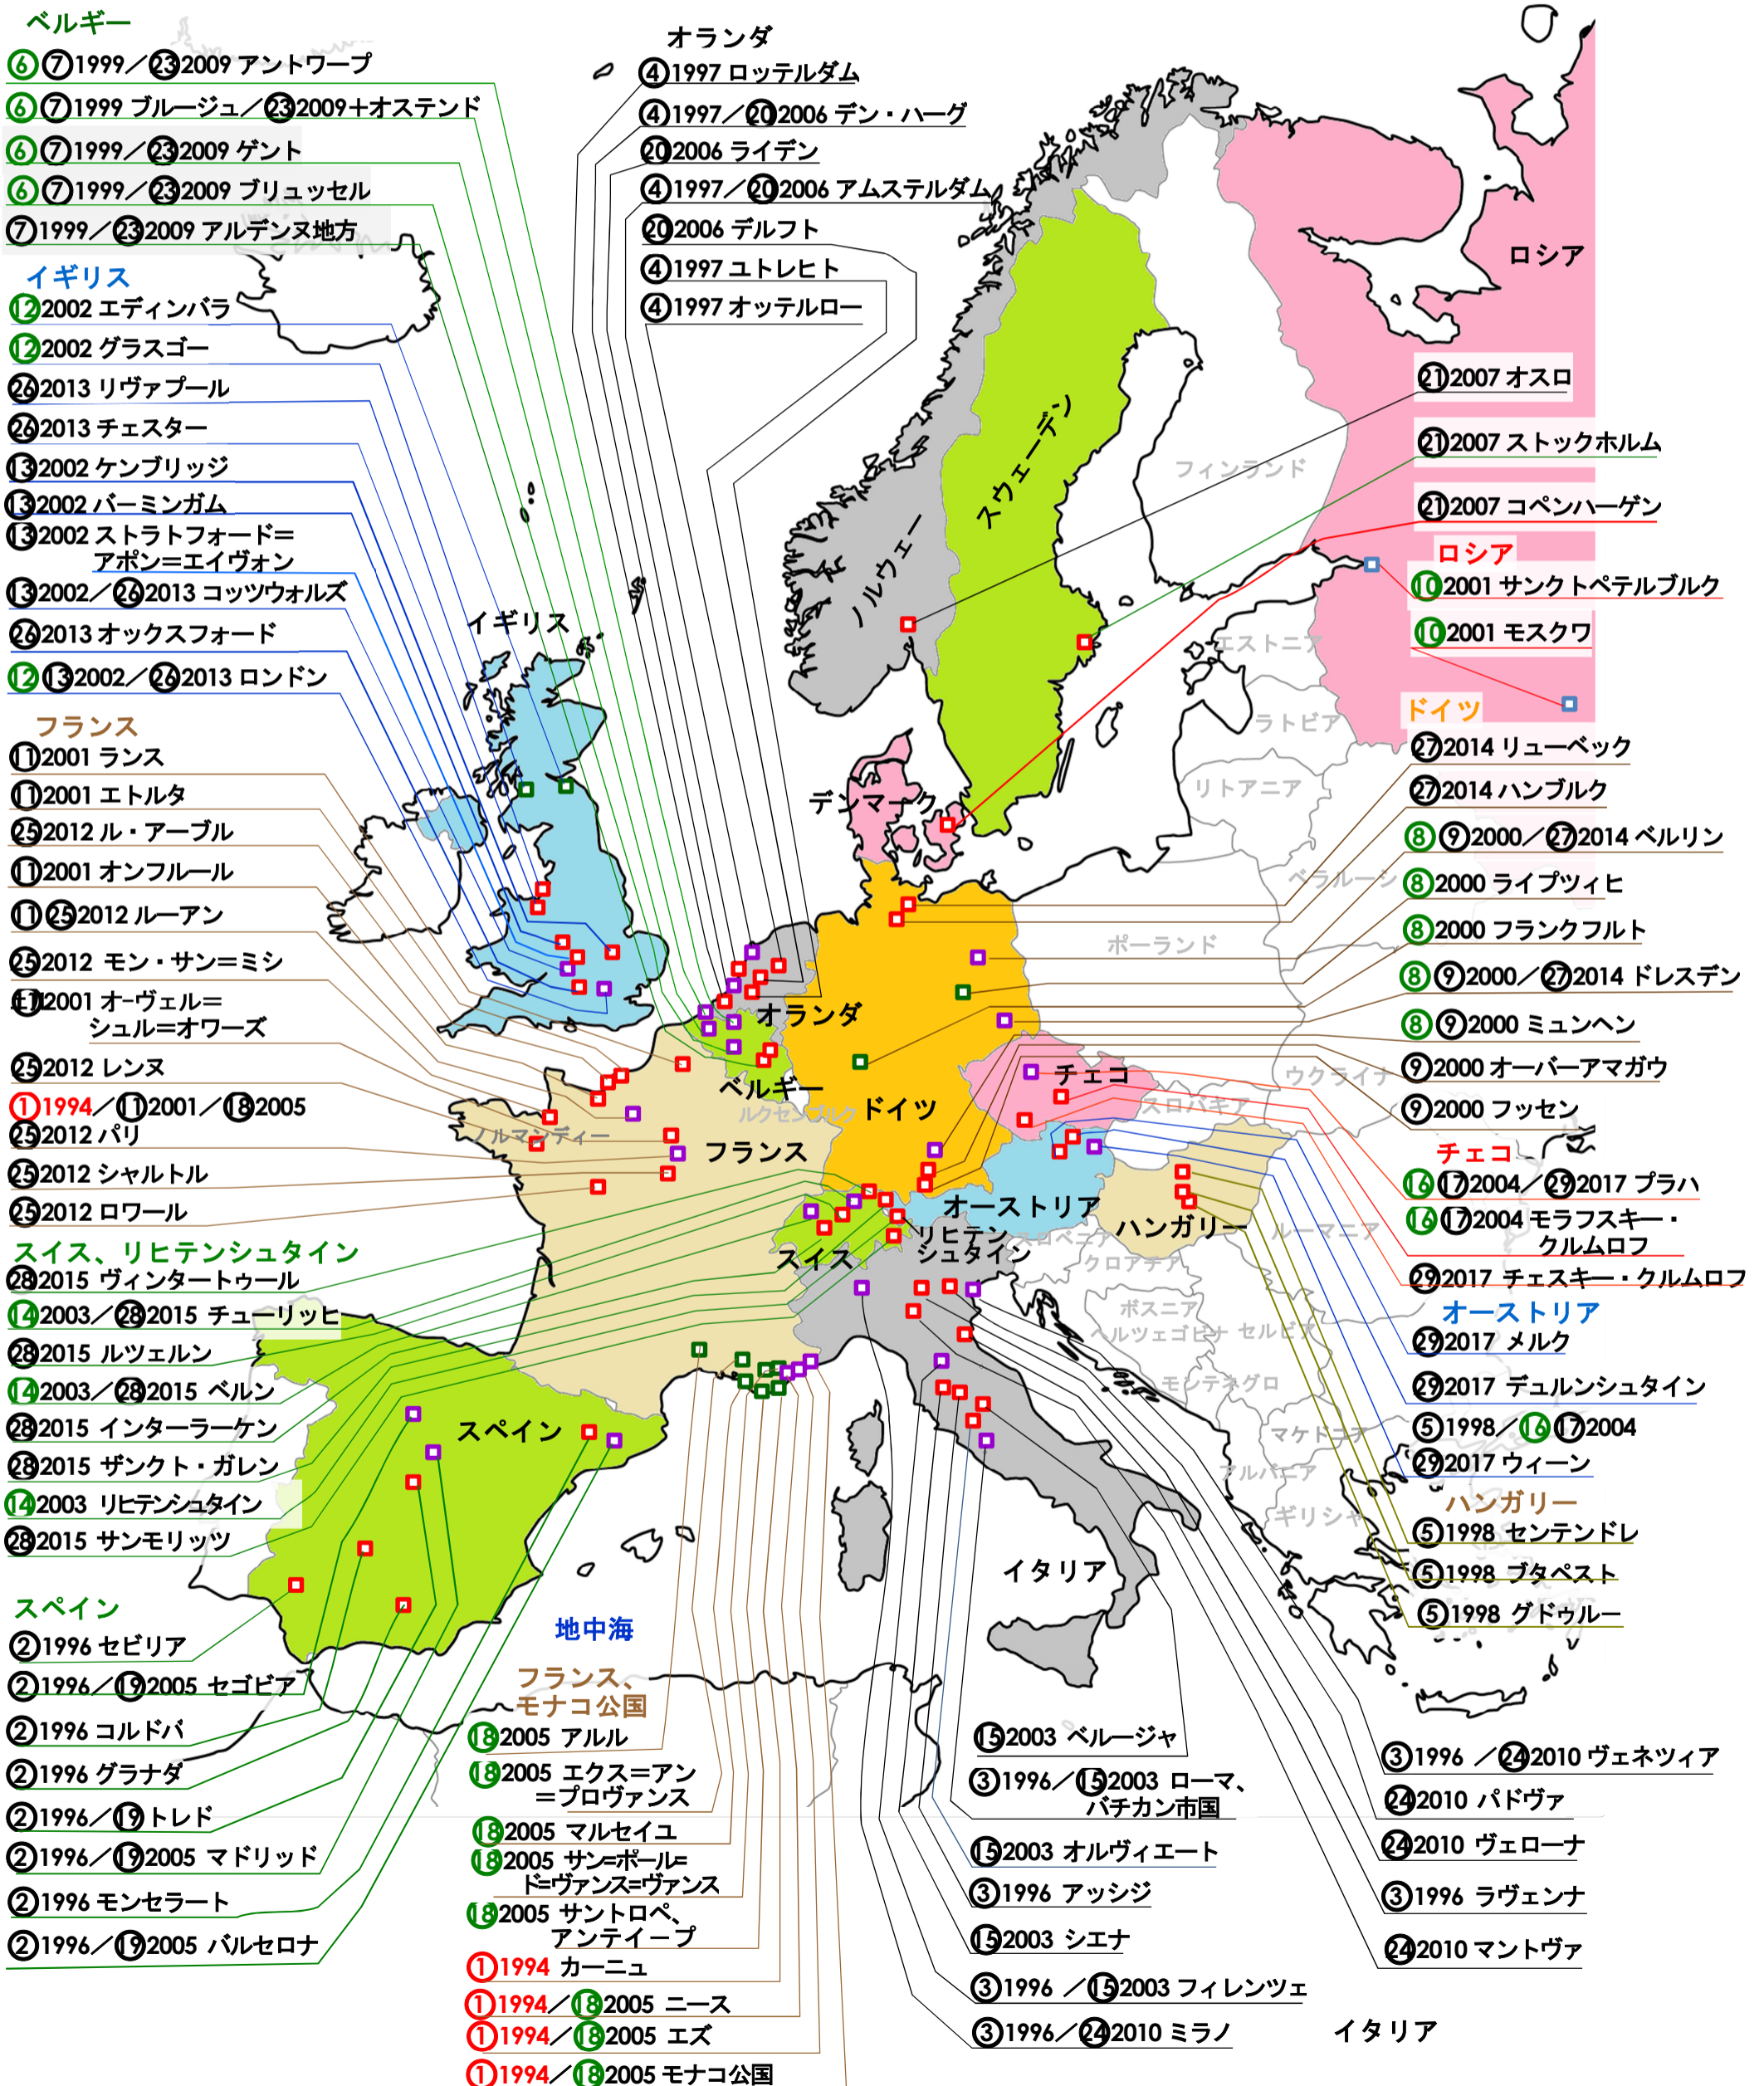 ベルギー
⑥⑦1999／㉓2009 アントワープ
⑥⑦1999 ブルージュ／㉓2009＋オステンド
⑥⑦1999／㉓2009 ゲント
⑥⑦1999／㉓2009 ブリュッセル
⑦1999／㉓2009 アルデンヌ地方
イギリス
⑫2002 エディンバラ
⑫2002 グラスゴー
㉖2013 リヴァプール
㉖2013 チェスター
⑬2002 ケンブリッジ
⑬2002 バーミンガム
⑬2002 ストラトフォード＝
アポン＝エイヴォン
⑬2002／㉖2013 コッツウォルズ
㉖2013 オックスフォード
⑫⑬2002／㉖2013 ロンドン
フランス
⑪2001 ランス
⑪2001 エトルタ
㉕2012 ル・アーブル
⑪2001 オンフルール
⑪㉕2012 ルーアン
㉕2012 モン・サン＝ミシ
⑪2001 オーヴェル＝
シュル＝オワーズ
㉕2012 レンヌ
①1994／⑪2001／⑱2005
㉕2012 パリ
㉕2012 シャルトル
㉕2012 ロワール
スイス、リヒテンシュタイン
㉘2015 ヴィンタートゥール
⑭2003／㉘2015 チューリッヒ
㉘2015 ルツェルン
⑭2003／㉘2015 ベルン
㉘2015 インターラーケン
㉘2015 ザンクト・ガレン
⑭2003 リヒテンシュタイン
㉘2015 サンモリッツ
スペイン
②1996 セビリア
②1996／⑲2005 セゴビア
②1996 コルドバ
②1996 グラナダ
②1996／⑲トレド
②1996／⑲2005 マドリッド
②1996 モンセラート
②1996／⑲2005 バルセロナ
オランダ
④1997 ロッテルダム
④1997／⑳2006 デン・ハーグ
⑳2006 ライデン
④1997／⑳2006 アムステルダム
⑳2006 デルフト
④1997 ユトレヒト
④1997 オッテルロー
イギリス
ノルウェー
スウェーデン
フィンランド
ロシア
デンマーク
エストニア
ラトビア
リトアニア
ベラルーシ
ポーランド
オランダ
ベルギー
ルクセンブルク
ドイツ
チェコ
スロバキア
ウクライナ
ノルマンディー
フランス
オーストリア
ハンガリー
ルーマニア
スイス
リヒテン
シュタイン
スロベニア
クロアチア
ボスニア
ヘルツェゴビナ
セルビア
モンテネグロ
マケドニア
アルバニア
ギリシャ
スペイン
イタリア
地中海
㉑2007 オスロ
㉑2007 ストックホルム
㉑2007 コペンハーゲン
ロシア
⑩2001 サンクトペテルブルク
⑩2001 モスクワ
ドイツ
㉗2014 リューベック
㉗2014 ハンブルク
⑧⑨2000／㉗2014 ベルリン
⑧2000 ライプツィヒ
⑧2000 フランクフルト
⑧⑨2000／㉗2014 ドレスデン
⑧⑨2000 ミュンヘン
⑨2000 オーバーアマガウ
⑨2000 フッセン
チェコ
⑯⑰2004／㉙2017 プラハ
⑯⑰2004 モラフスキー・
クルムロフ
㉙2017 チェスキー・クルムロフ
オーストリア
㉙2017 メルク
㉙2017 デュルンシュタイン
⑤1998／⑯⑰2004
㉙2017 ウィーン
ハンガリー
⑤1998 センテンドレ
⑤1998 ブタペスト
⑤1998 グドゥルー
フランス、
モナコ公国
⑱2005 アルル
⑱2005 エクス＝アン
＝プロヴァンス
⑱2005 マルセイユ
⑱2005 サン=ポール=
ド=ヴァンス=ヴァンス
⑱2005 サントロペ、
アンティープ
①1994 カーニュ
①1994／⑱2005 ニース
①1994／⑱2005 エズ
①1994／⑱2005 モナコ公国
⑮2003 ペルージャ
③1996／⑮2003 ローマ、
バチカン市国
⑮2003 オルヴィエート
③1996 アッシジ
⑮2003 シエナ
③1996 ／⑮2003 フィレンツェ
③1996／㉔2010 ミラノ
③1996 ／㉔2010 ヴェネツィア
㉔2010 パドヴァ
㉔2010 ヴェローナ
③1996 ラヴェンナ
㉔2010 マントヴァ
イタリア